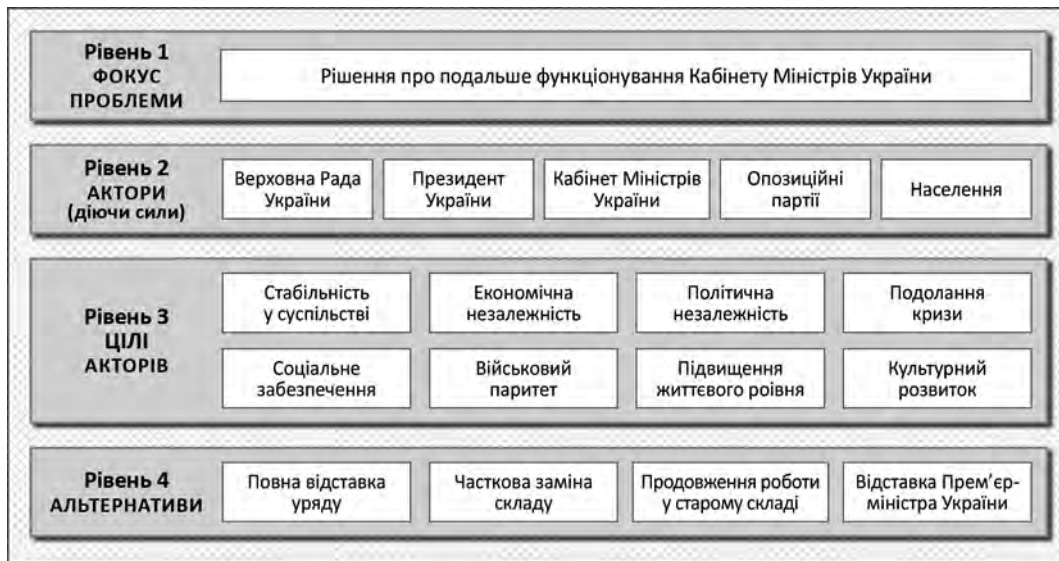 Рівень 1
ФОКУС
ПРОБЛЕМИ
Рішення про подальше функціонування Кабінету Міністрів України
Рівень 2
АКТОРИ
(діючи сили)
Верховна Рада
України
Президент
України
Кабінет Міністрів
України
Опозиційні
партії
Населення
Рівень 3
ЦІЛІ
АКТОРІВ
Стабільність
у суспільстві
Економічна
незалежність
Політична
незалежність
Подолання
кризи
Соціальне
забезпечення
Військовий
паритет
Підвищення
життєвого роівня
Культурний
розвиток
Рівень 4
АЛЬТЕРНАТИВИ
Повна відставка
уряду
Часткова заміна
складу
Продовження роботи
у старому складі
Відставка Прем’єр-
міністра України